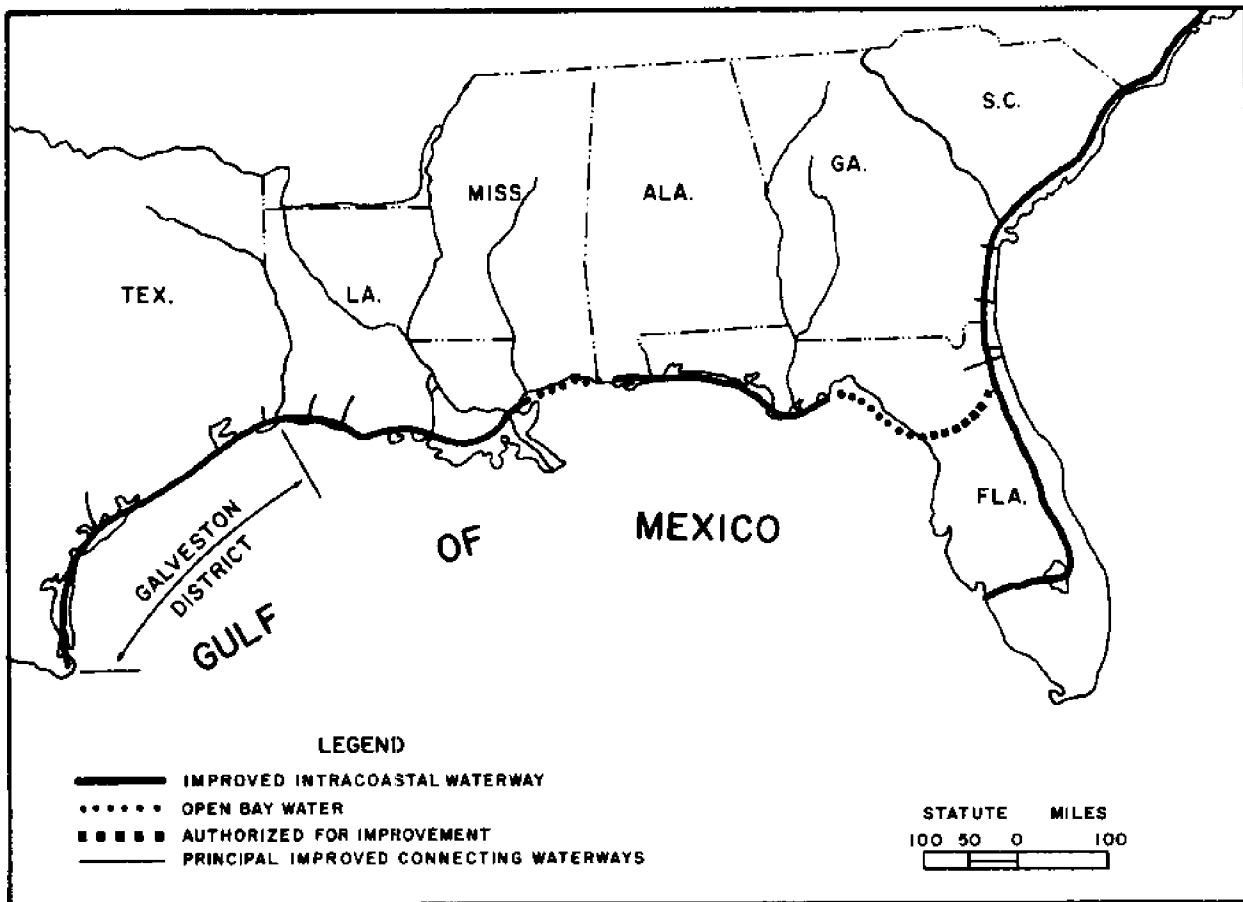 S.C.
GA.
MISS.
ALA.
TEX.
LA.
FLA.
GALVESTON
DISTRICT
GULF
OF
MEXICO
LEGEND
IMPROVED INTRACOASTAL WATERWAY
OPEN BAY WATER
AUTHORIZED FOR IMPROVEMENT
PRINCIPAL IMPROVED CONNECTING WATERWAYS
STATUTE MILES
100 50 0 100